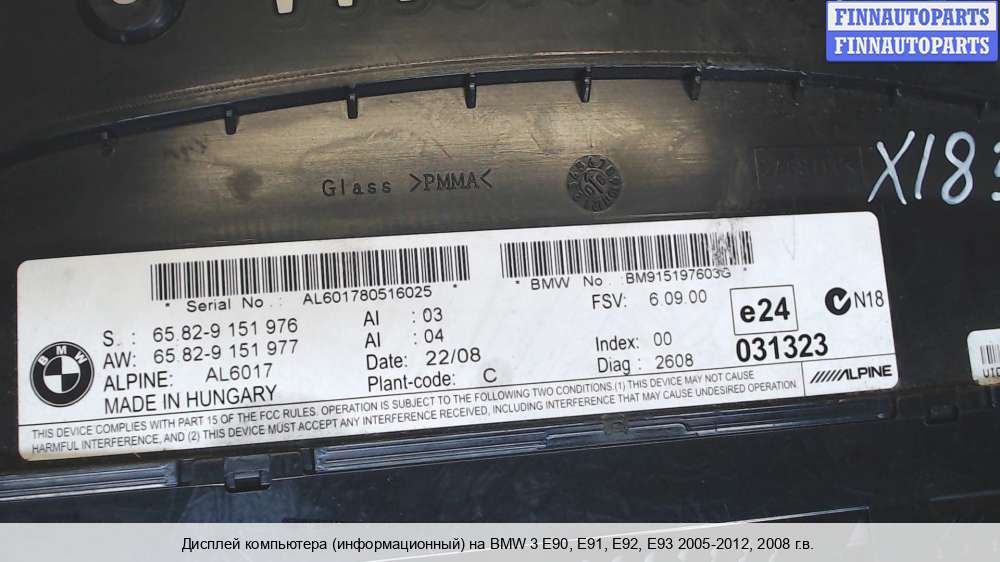 FINNAUTOPARTS
FINNAUTOPARTS
X183
Glass >PMMA<
* Serial No.: AL601780516025 *
* BMW No.: BM915197603G *
S.: 65.82-9 151 976
AW: 65.82-9 151 977
ALPINE: AL6017
MADE IN HUNGARY
AI : 03
AI : 04
Date: 22/08
Plant-code: C
FSV: 6.09.00
Index: 00
Diag: 2608
e24
031323
N18
ALPINE
BMW
THIS DEVICE COMPLIES WITH PART 15 OF THE FCC RULES. OPERATION IS SUBJECT TO THE FOLLOWING TWO CONDITIONS.(1) THIS DEVICE MAY NOT CAUSE
HARMFUL INTERFERENCE, AND (2) THIS DEVICE MUST ACCEPT ANY INTERFERENCE RECEIVED, INCLUDING INTERFERENCE THAT MAY CAUSE UNDESIRED OPERATION
Дисплей компьютера (информационный) на BMW 3 E90, E91, E92, E93 2005-2012, 2008 г.в.